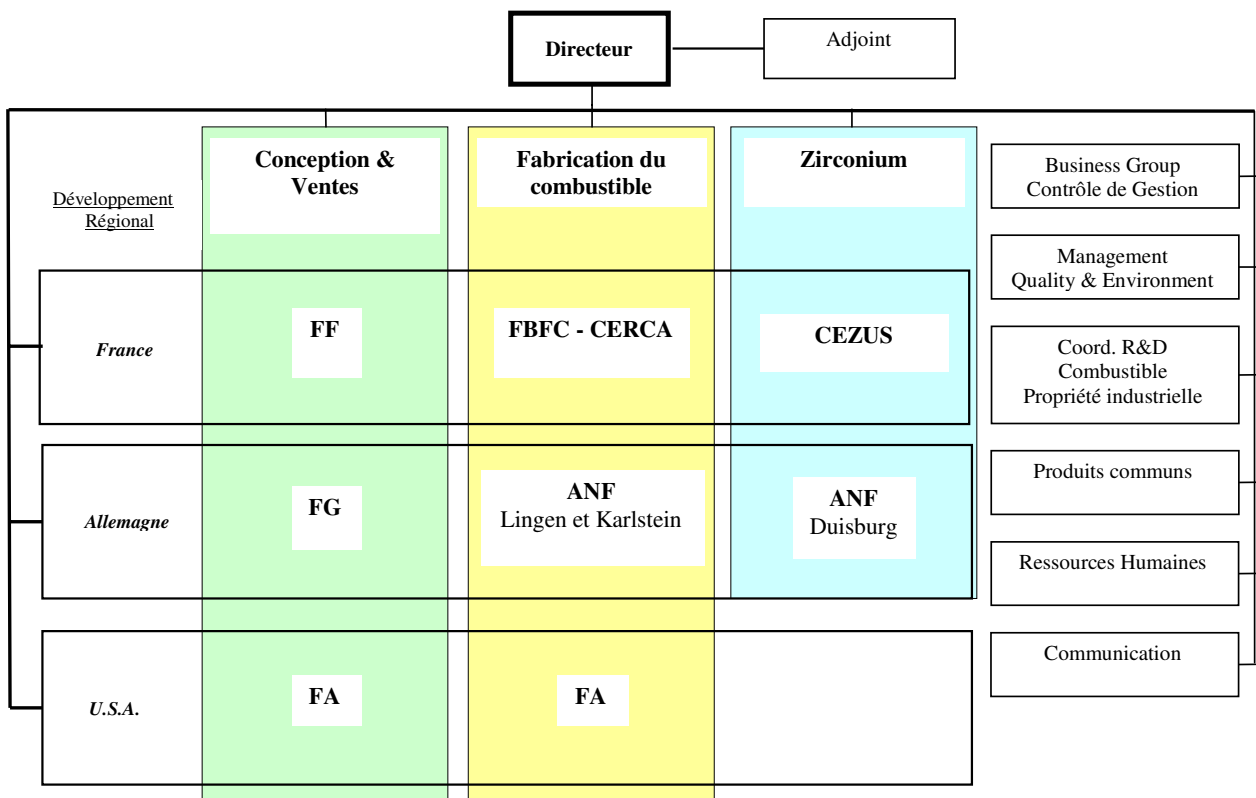 Directeur
Adjoint
Développement
Régional
Conception &
Ventes
Fabrication du
combustible
Zirconium
Business Group
Contrôle de Gestion
Management
Quality & Environment
France
FF
FBFC - CERCA
CEZUS
Coord. R&D
Combustible
Propriété industrielle
Allemagne
FG
ANF
Lingen et Karlstein
ANF
Duisburg
Produits communs
Ressources Humaines
U.S.A.
FA
FA
Communication